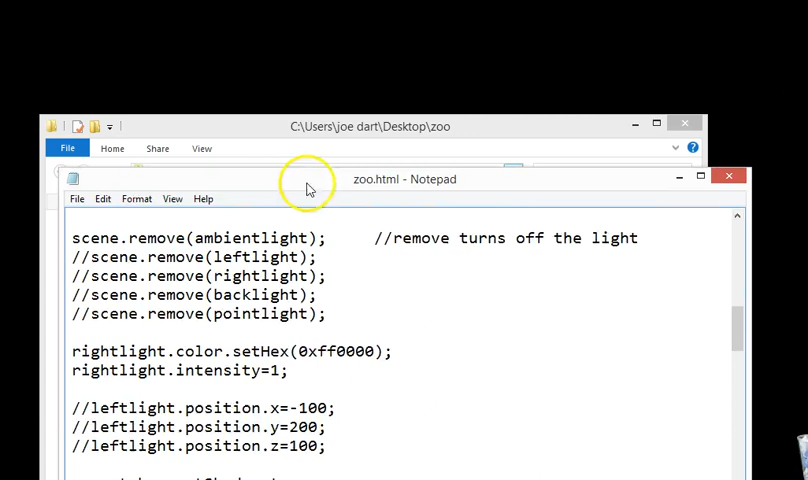 C:\Users\joe dart\Desktop\zoo
File Home Share View
zoo.html - Notepad
File Edit Format View Help
scene.remove(ambientlight); //remove turns off the light
//scene.remove(leftlight);
//scene.remove(rightlight);
//scene.remove(backlight);
//scene.remove(pointlight);
rightlight.color.setHex(0xff0000);
rightlight.intensity=1;
//leftlight.position.x=-100;
//leftlight.position.y=200;
//leftlight.position.z=100;